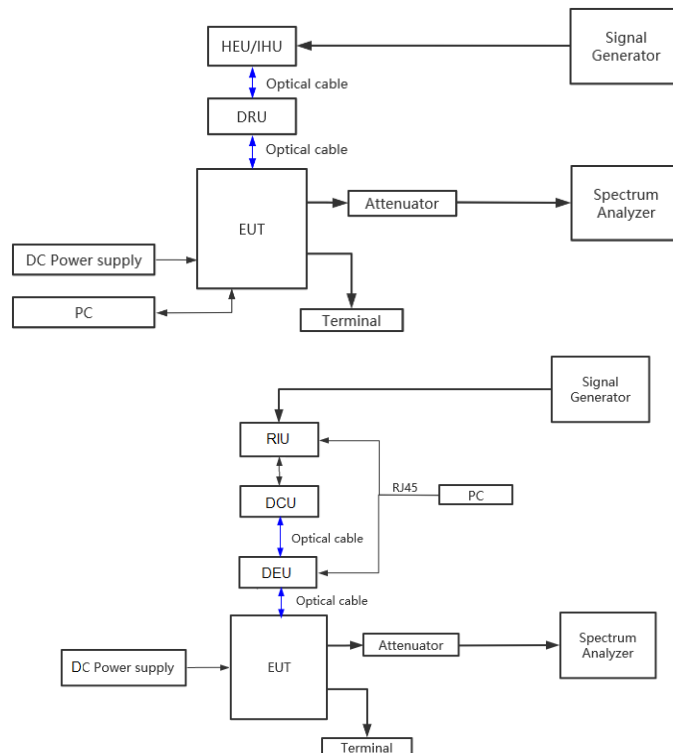 Signal
Generator
HEU/IHU
Optical cable
DRU
Optical cable
EUT
Attenuator
Spectrum
Analyzer
DC Power supply
PC
Terminal
Signal
Generator
RIU
RJ45
PC
DCU
Optical cable
DEU
Optical cable
EUT
Attenuator
Spectrum
Analyzer
DC Power supply
Terminal